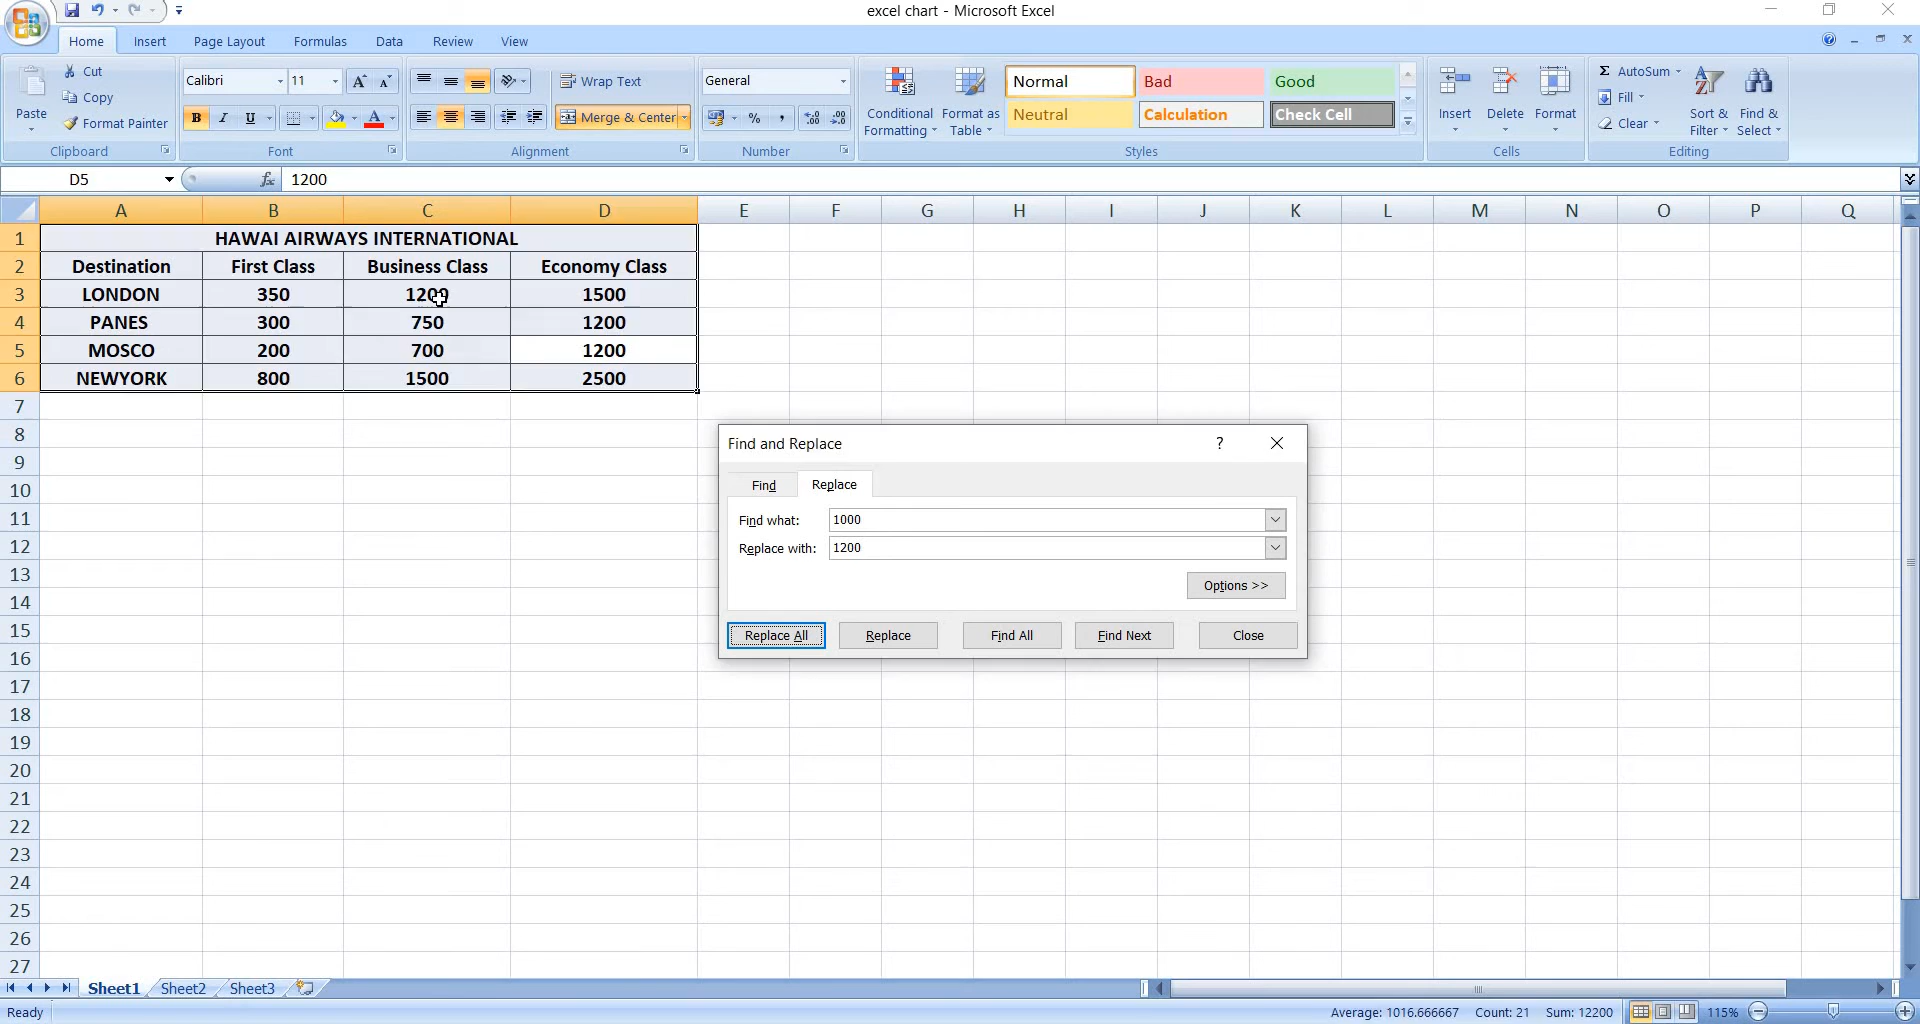 excel chart - Microsoft Excel
Home Insert Page Layout Formulas Data Review View
Cut
Copy
Format Painter
Paste
Clipboard
Calibri 11
B I U
Font
Wrap Text
Merge & Center
Alignment
General
% ,
Number
Conditional Formatting
Format as Table
Normal Bad Good
Neutral Calculation Check Cell
Styles
Insert Delete Format
Cells
Σ AutoSum
Fill
Clear
Sort & Filter
Find & Select
Editing
D5 fx 1200
A B C D E F G H I J K L M N O P Q
1 HAWAI AIRWAYS INTERNATIONAL
2 Destination First Class Business Class Economy Class
3 LONDON 350 1200 1500
4 PANES 300 750 1200
5 MOSCO 200 700 1200
6 NEWYORK 800 1500 2500
7
8
9
10
11
12
13
14
15
16
17
18
19
20
21
22
23
24
25
26
27
Find and Replace ?
Find Replace
Find what: 1000
Replace with: 1200
Options >>
Replace All Replace Find All Find Next Close
Sheet1 Sheet2 Sheet3
Ready Average: 1016.666667 Count: 21 Sum: 12200 115%